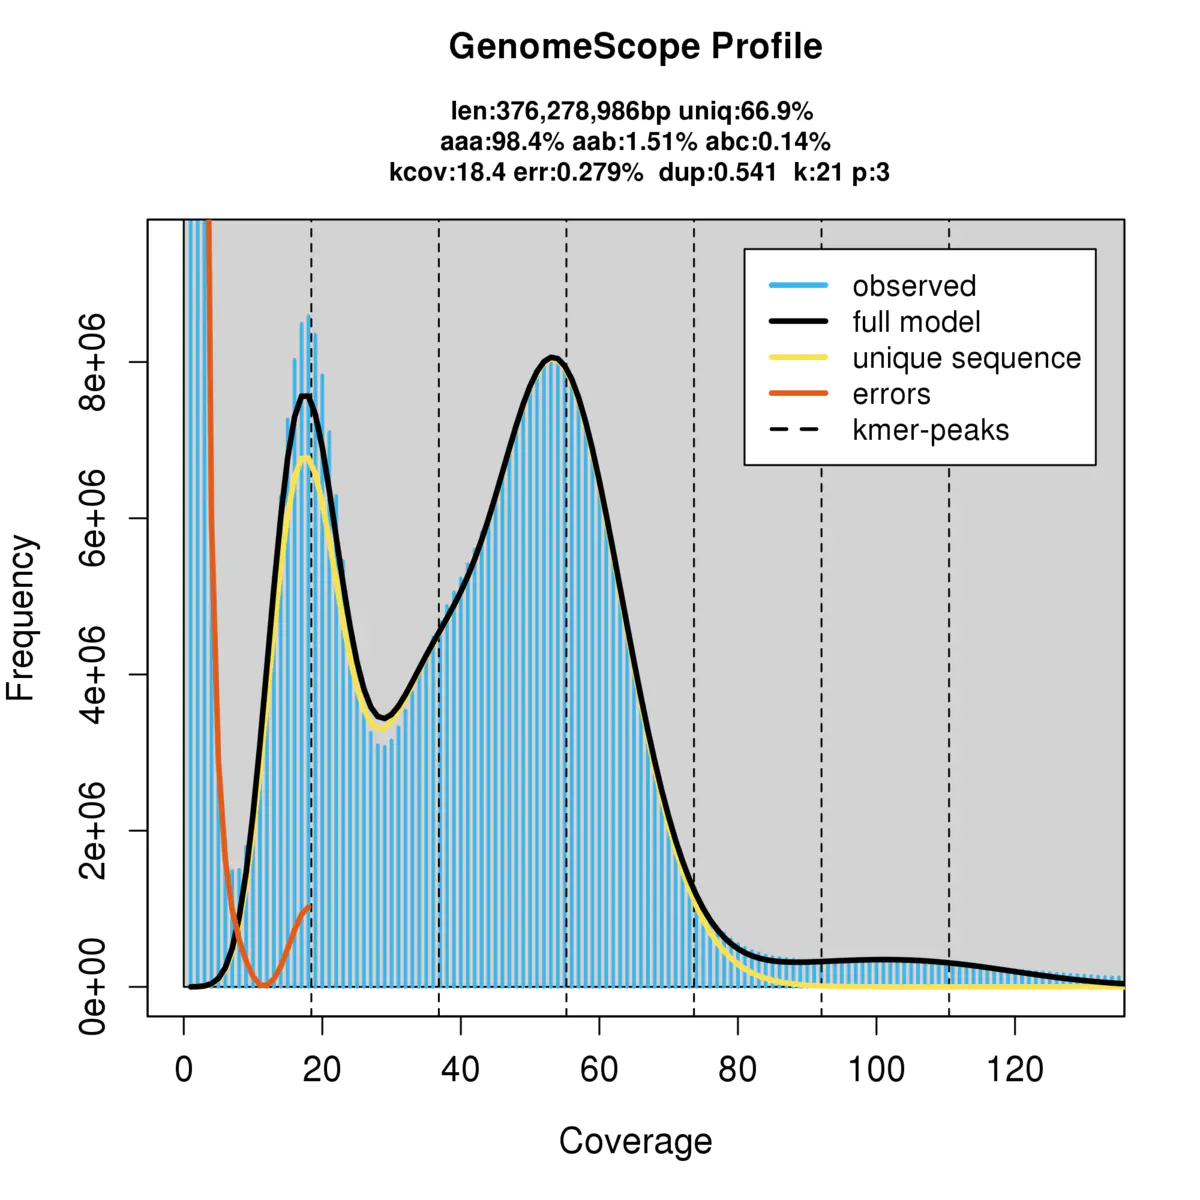 GenomeScope Profile
len:376,278,986bp uniq:66.9%
aaa:98.4% aab:1.51% abc:0.14%
kcov:18.4 err:0.279% dup:0.541 k:21 p:3
observed
full model
unique sequence
errors
kmer-peaks
Frequency
8e+06
6e+06
4e+06
2e+06
0e+00
0 20 40 60 80 100 120
Coverage